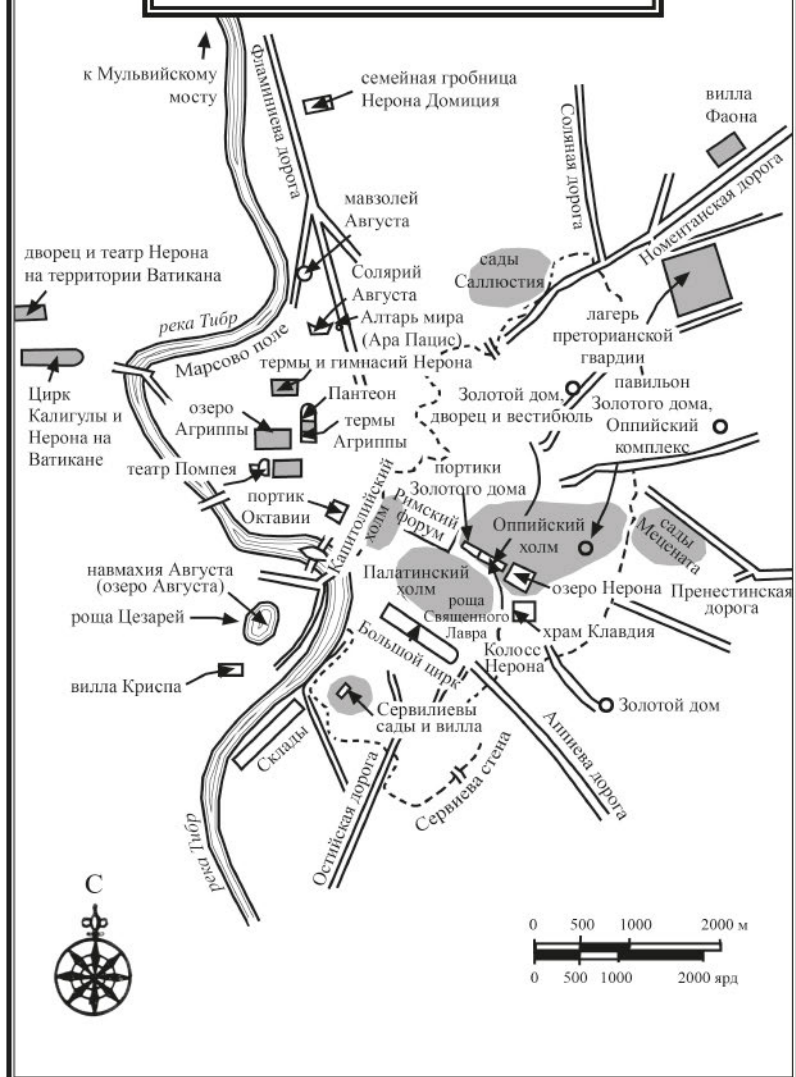 к Мульвийскому
мосту
Фламиниева дорога
семейная гробница
Нерона Домиция
Соляная дорога
вилла
Фаона
Номентанская дорога
мавзолей
Августа
дворец и театр Нерона
на территории Ватикана
сады
Саллюстия
Солярий
Августа
Алтарь мира
(Ара Пацис)
река Тибр
Марсово поле
лагерь
преторианской
гвардии
термы и гимнасий Нерона
Цирк
Калигулы и
Нерона на
Ватикане
озеро
Агриппы
Пантеон
термы
Агриппы
Золотой дом,
дворец и вестибюль
павильон
Золотого дома,
Оппийский
комплекс
театр Помпея
портик
Октавии
Капитолийский
холм
Римский
форум
портики
Золотого дома
Оппийский
холм
сады
Мецената
навмахия Августа
(озеро Августа)
роща Цезарей
Палатинский
холм
роща
Священного
Лавра
озеро Нерона
Пренестинская
дорога
храм Клавдия
Колосс
Нерона
Большой цирк
вилла Криспа
Золотой дом
Сервилиевы
сады и вилла
Склады
Остийская дорога
Сервиева стена
Аппиева дорога
река Тибр
С
0 500 1000 2000 м
0 500 1000 2000 ярд